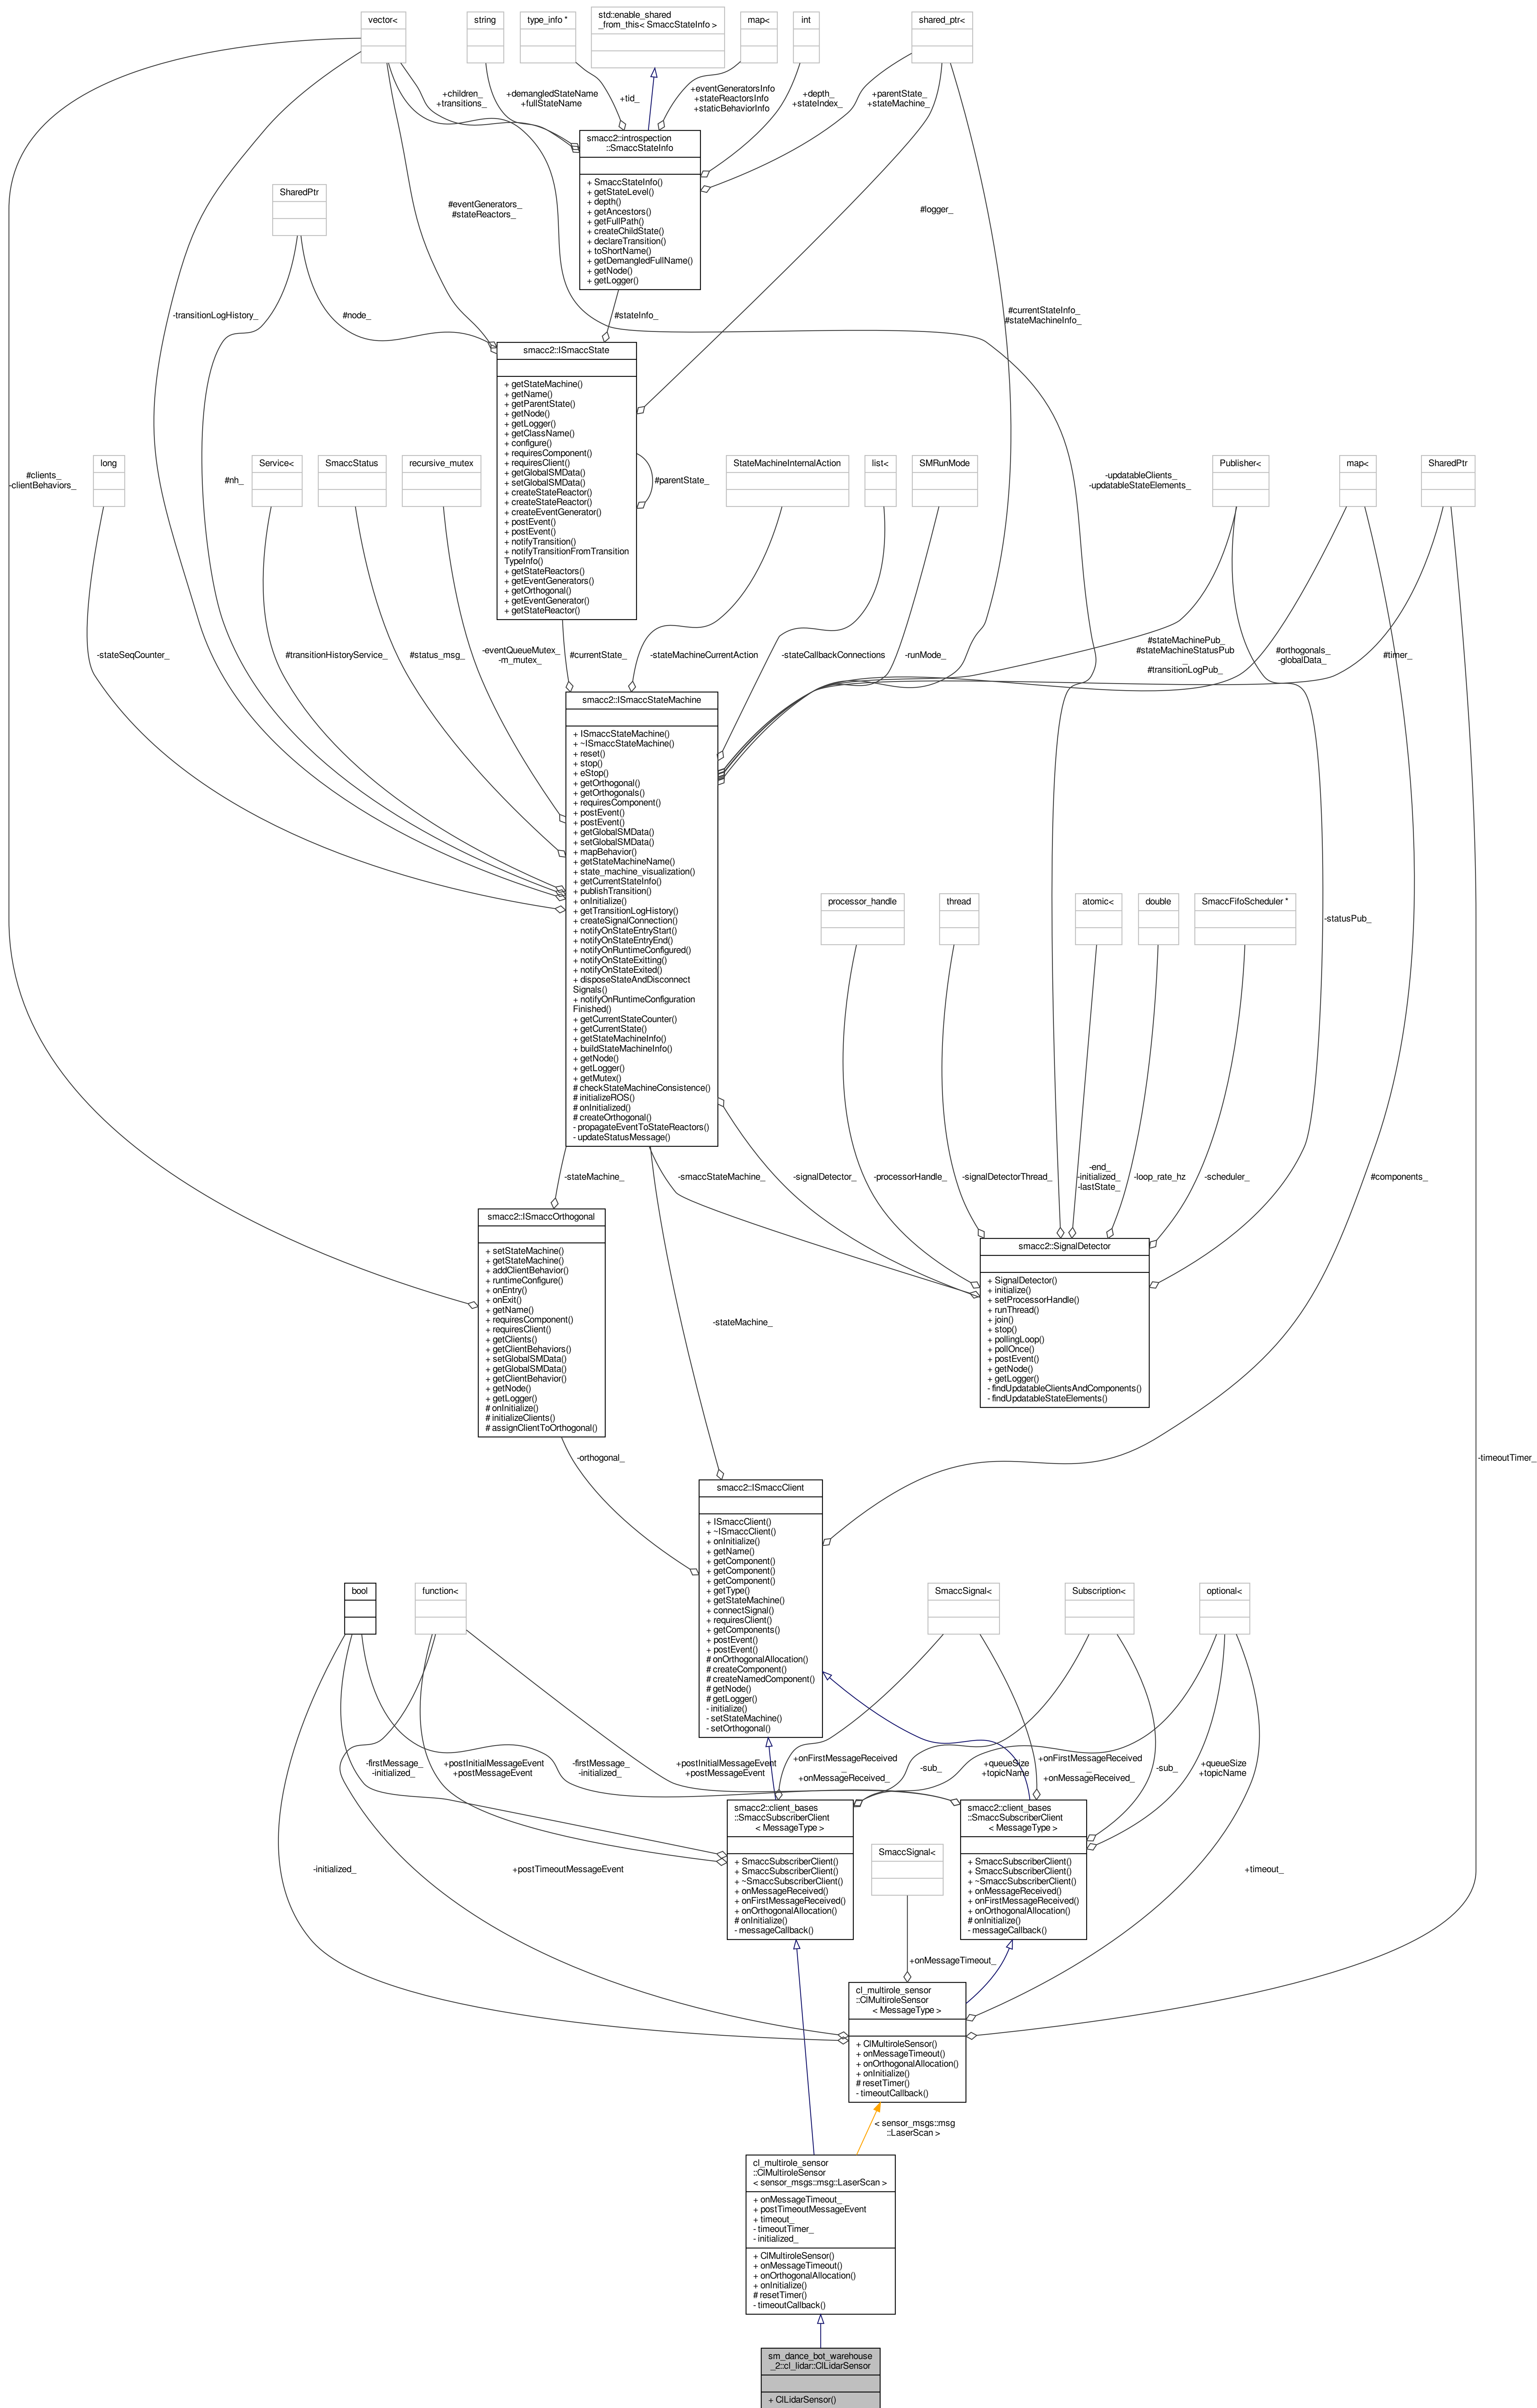 vector<
string
type_info *
std::enable_shared
_from_this< SmaccStateInfo >
map<
int
shared_ptr<
+children_
+transitions_
+demangledStateName
+fullStateName
+tid_
+eventGeneratorsInfo
+stateReactorsInfo
+staticBehaviorInfo
+depth_
+stateIndex_
+parentState_
+stateMachine_
smacc2::introspection
::SmaccStateInfo
+ SmaccStateInfo()
+ getStateLevel()
+ depth()
+ getAncestors()
+ getFullPath()
+ createChildState()
+ declareTransition()
+ toShortName()
+ getDemangledFullName()
+ getNode()
+ getLogger()
SharedPtr
#eventGenerators_
#stateReactors_
#logger_
-transitionLogHistory_
#node_
#stateInfo_
#currentStateInfo_
#stateMachineInfo_
smacc2::ISmaccState
+ getStateMachine()
+ getName()
+ getParentState()
+ getNode()
+ getLogger()
+ getClassName()
+ configure()
+ requiresComponent()
+ requiresClient()
+ getGlobalSMData()
+ setGlobalSMData()
+ createStateReactor()
+ createStateReactor()
+ createEventGenerator()
+ postEvent()
+ postEvent()
+ notifyTransition()
+ notifyTransitionFromTransition
TypeInfo()
+ getStateReactors()
+ getEventGenerators()
+ getOrthogonal()
+ getEventGenerator()
+ getStateReactor()
#clients_
-clientBehaviors_
long
#nh_
Service<
SmaccStatus
recursive_mutex
#parentState_
StateMachineInternalAction
list<
SMRunMode
-updatableClients_
-updatableStateElements_
Publisher<
map<
SharedPtr
-stateSeqCounter_
#transitionHistoryService_
#status_msg_
-eventQueueMutex_
-m_mutex_
#currentState_
-stateMachineCurrentAction
-stateCallbackConnections
-runMode_
#stateMachinePub_
#stateMachineStatusPub
_
#transitionLogPub_
#orthogonals_
-globalData_
#timer_
smacc2::ISmaccStateMachine
+ ISmaccStateMachine()
+ ~ISmaccStateMachine()
+ reset()
+ stop()
+ eStop()
+ getOrthogonal()
+ getOrthogonals()
+ requiresComponent()
+ postEvent()
+ postEvent()
+ getGlobalSMData()
+ setGlobalSMData()
+ mapBehavior()
+ getStateMachineName()
+ state_machine_visualization()
+ getCurrentStateInfo()
+ publishTransition()
+ onInitialize()
+ getTransitionLogHistory()
+ createSignalConnection()
+ notifyOnStateEntryStart()
+ notifyOnStateEntryEnd()
+ notifyOnRuntimeConfigured()
+ notifyOnStateExitting()
+ notifyOnStateExited()
+ disposeStateAndDisconnect
Signals()
+ notifyOnRuntimeConfiguration
Finished()
+ getCurrentStateCounter()
+ getCurrentState()
+ getStateMachineInfo()
+ buildStateMachineInfo()
+ getNode()
+ getLogger()
+ getMutex()
# checkStateMachineConsistence()
# initializeROS()
# onInitialized()
# createOrthogonal()
- propagateEventToStateReactors()
- updateStatusMessage()
processor_handle
thread
atomic<
double
SmaccFifoScheduler *
-statusPub_
-stateMachine_
-smaccStateMachine_
-signalDetector_
-processorHandle_
-signalDetectorThread_
-end_
-initialized_
-lastState_
-loop_rate_hz
-scheduler_
#components_
smacc2::ISmaccOrthogonal
+ setStateMachine()
+ getStateMachine()
+ addClientBehavior()
+ runtimeConfigure()
+ onEntry()
+ onExit()
+ getName()
+ requiresComponent()
+ requiresClient()
+ getClients()
+ getClientBehaviors()
+ setGlobalSMData()
+ getGlobalSMData()
+ getClientBehavior()
+ getNode()
+ getLogger()
# onInitialize()
# initializeClients()
# assignClientToOrthogonal()
smacc2::SignalDetector
+ SignalDetector()
+ initialize()
+ setProcessorHandle()
+ runThread()
+ join()
+ stop()
+ pollingLoop()
+ pollOnce()
+ postEvent()
+ getNode()
+ getLogger()
- findUpdatableClientsAndComponents()
- findUpdatableStateElements()
-stateMachine_
-orthogonal_
-timeoutTimer_
smacc2::ISmaccClient
+ ISmaccClient()
+ ~ISmaccClient()
+ onInitialize()
+ getName()
+ getComponent()
+ getComponent()
+ getComponent()
+ getType()
+ getStateMachine()
+ connectSignal()
+ requiresClient()
+ getComponents()
+ postEvent()
+ postEvent()
# onOrthogonalAllocation()
# createComponent()
# createNamedComponent()
# getNode()
# getLogger()
- initialize()
- setStateMachine()
- setOrthogonal()
bool
function<
SmaccSignal<
Subscription<
optional<
-firstMessage_
-initialized_
+postInitialMessageEvent
+postMessageEvent
-firstMessage_
-initialized_
+postInitialMessageEvent
+postMessageEvent
+onFirstMessageReceived
_
+onMessageReceived_
-sub_
+queueSize
+topicName
+onFirstMessageReceived
_
+onMessageReceived_
-sub_
+queueSize
+topicName
smacc2::client_bases
::SmaccSubscriberClient
< MessageType >
+ SmaccSubscriberClient()
+ SmaccSubscriberClient()
+ ~SmaccSubscriberClient()
+ onMessageReceived()
+ onFirstMessageReceived()
+ onOrthogonalAllocation()
# onInitialize()
- messageCallback()
SmaccSignal<
smacc2::client_bases
::SmaccSubscriberClient
< MessageType >
+ SmaccSubscriberClient()
+ SmaccSubscriberClient()
+ ~SmaccSubscriberClient()
+ onMessageReceived()
+ onFirstMessageReceived()
+ onOrthogonalAllocation()
# onInitialize()
- messageCallback()
-initialized_
+postTimeoutMessageEvent
+timeout_
+onMessageTimeout_
cl_multirole_sensor
::ClMultiroleSensor
< MessageType >
+ ClMultiroleSensor()
+ onMessageTimeout()
+ onOrthogonalAllocation()
+ onInitialize()
# resetTimer()
- timeoutCallback()
< sensor_msgs::msg
::LaserScan >
cl_multirole_sensor
::ClMultiroleSensor
< sensor_msgs::msg::LaserScan >
+ onMessageTimeout_
+ postTimeoutMessageEvent
+ timeout_
- timeoutTimer_
- initialized_
+ ClMultiroleSensor()
+ onMessageTimeout()
+ onOrthogonalAllocation()
+ onInitialize()
# resetTimer()
- timeoutCallback()
sm_dance_bot_warehouse
_2::cl_lidar::ClLidarSensor
+ ClLidarSensor()